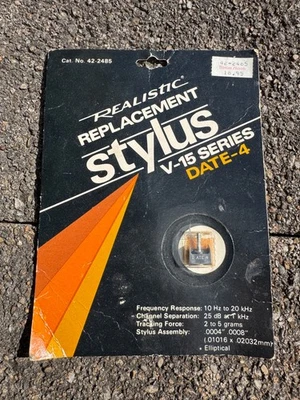 Cat. No. 42-2485
42-2485
REALISTIC®
REPLACEMENT
stylus
V-15 SERIES
DATE-4
Frequency Response: 10 Hz to 20 kHz
Channel Separation: 25 dB at 1 kHz
Tracking Force: 2 to 5 grams
Stylus Assembly: .0004" .0008"
(.01016 x .02032mm)
Elliptical